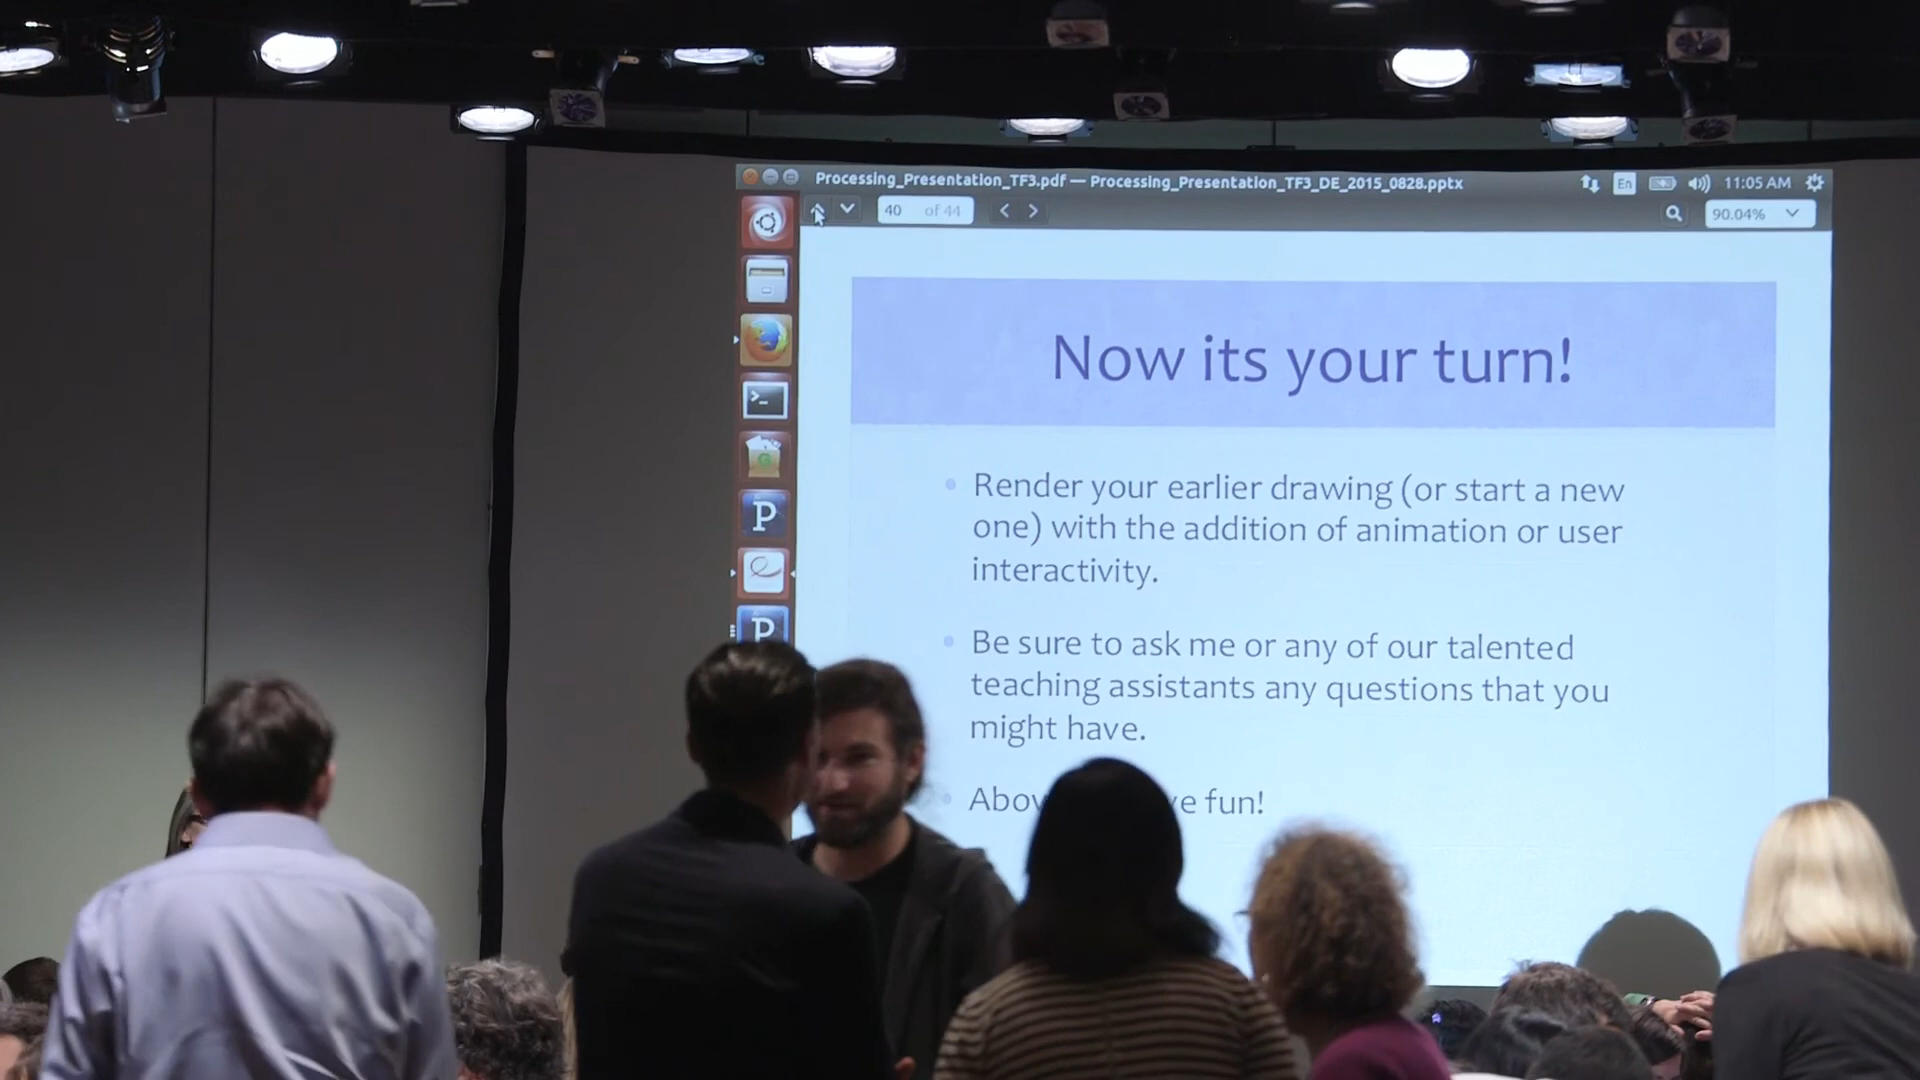 Processing_Presentation_TF3.pdf — Processing_Presentation_TF3_DE_2015_0828.pptx
En
11:05 AM
40 of 44
90.04%
Now its your turn!
Render your earlier drawing (or start a new
one) with the addition of animation or user
interactivity.
Be sure to ask me or any of our talented
teaching assistants any questions that you
might have.
fun!
P
P